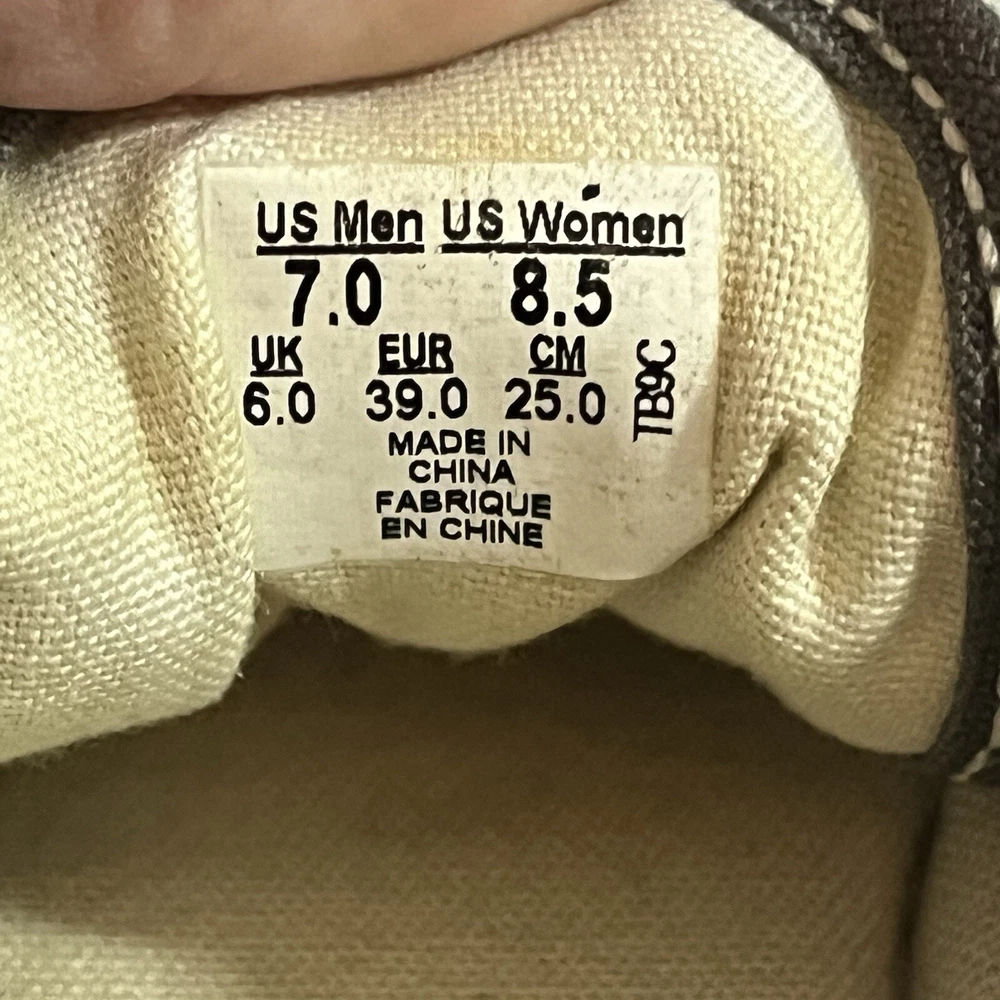 US Men US Women
7.0 8.5
UK EUR CM
6.0 39.0 25.0
TB9C
MADE IN
CHINA
FABRIQUE
EN CHINE